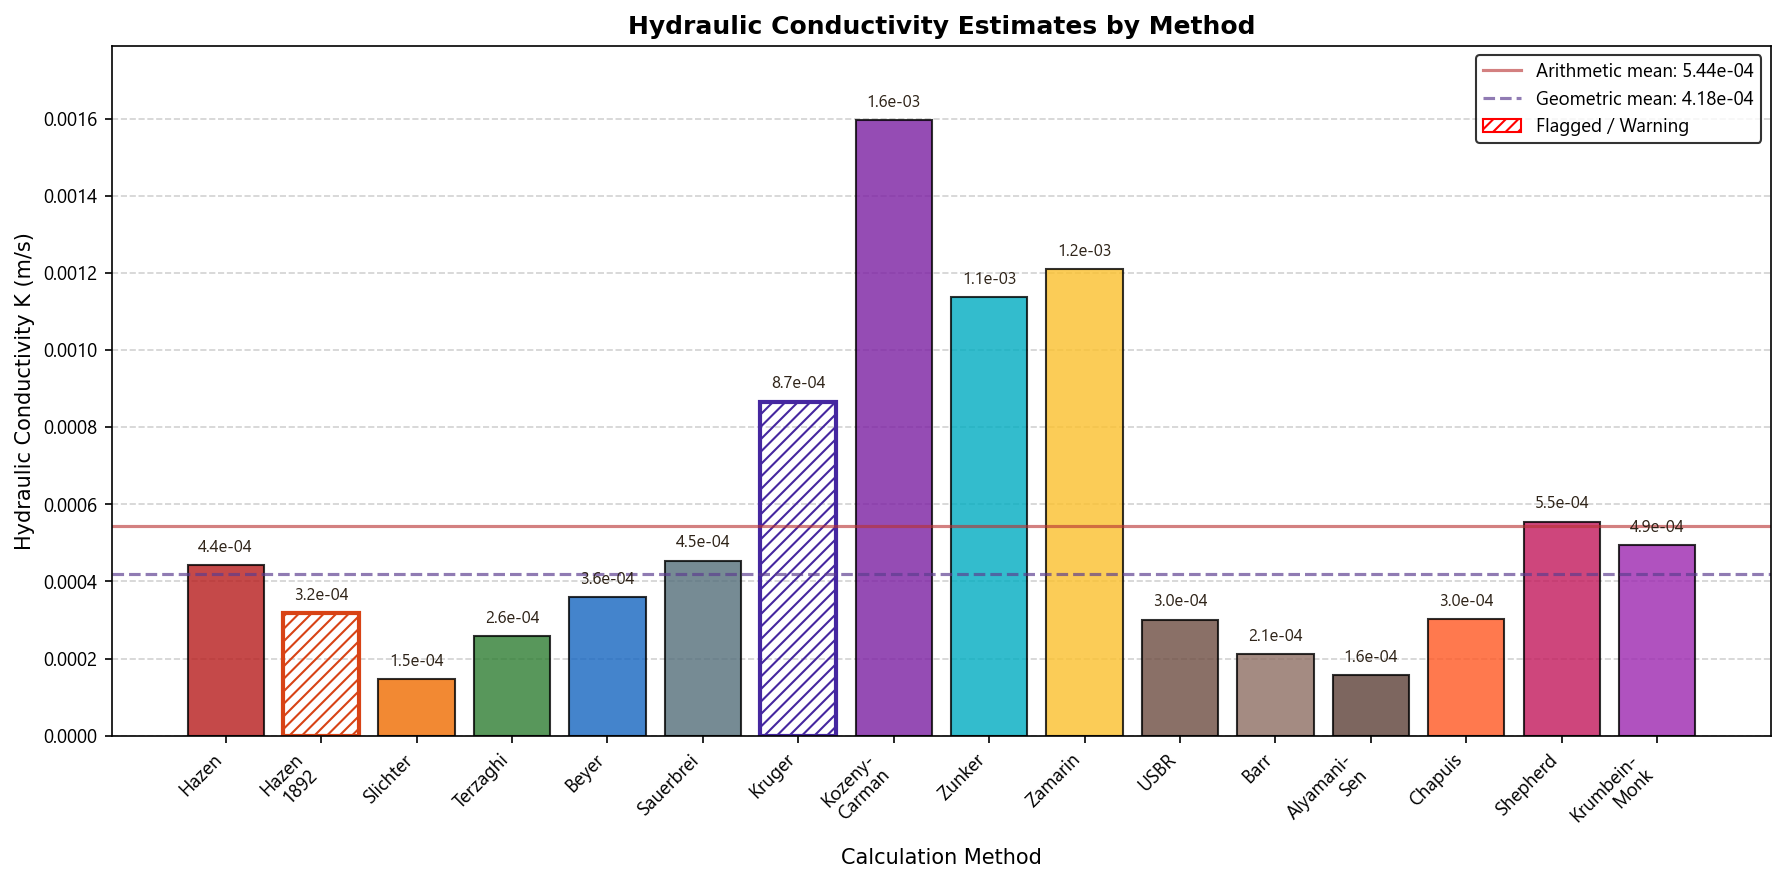 Hydraulic Conductivity Estimates by Method
Arithmetic mean: 5.44e-04
Geometric mean: 4.18e-04
Flagged / Warning
Hydraulic Conductivity K (m/s)
0.0016
0.0014
0.0012
0.0010
0.0008
0.0006
0.0004
0.0002
0.0000
4.4e-04
3.2e-04
1.5e-04
2.6e-04
3.6e-04
4.5e-04
8.7e-04
1.6e-03
1.1e-03
1.2e-03
3.0e-04
2.1e-04
1.6e-04
3.0e-04
5.5e-04
4.9e-04
Hazen
Hazen
1892
Slichter
Terzaghi
Beyer
Sauerbrei
Kruger
Kozeny-
Carman
Zunker
Zamarin
USBR
Barr
Alyamani-
Sen
Chapuis
Shepherd
Krumbein-
Monk
Calculation Method